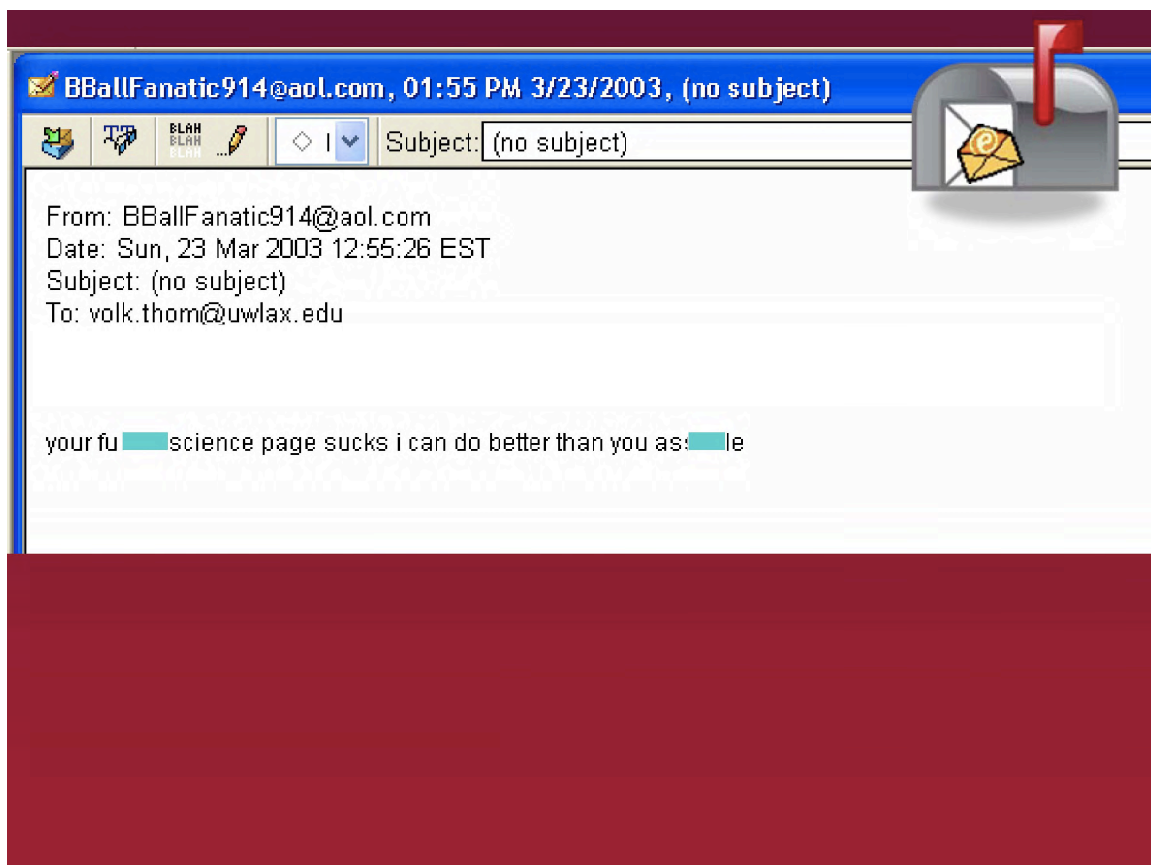 BBallFanatic914@aol.com, 01:55 PM 3/23/2003, (no subject)
BLAH BLAH BLAH Subject: (no subject)
From: BBallFanatic914@aol.com
Date: Sun, 23 Mar 2003 12:55:26 EST
Subject: (no subject)
To: volk.thom@uwlax.edu
your fu science page sucks i can do better than you ass le